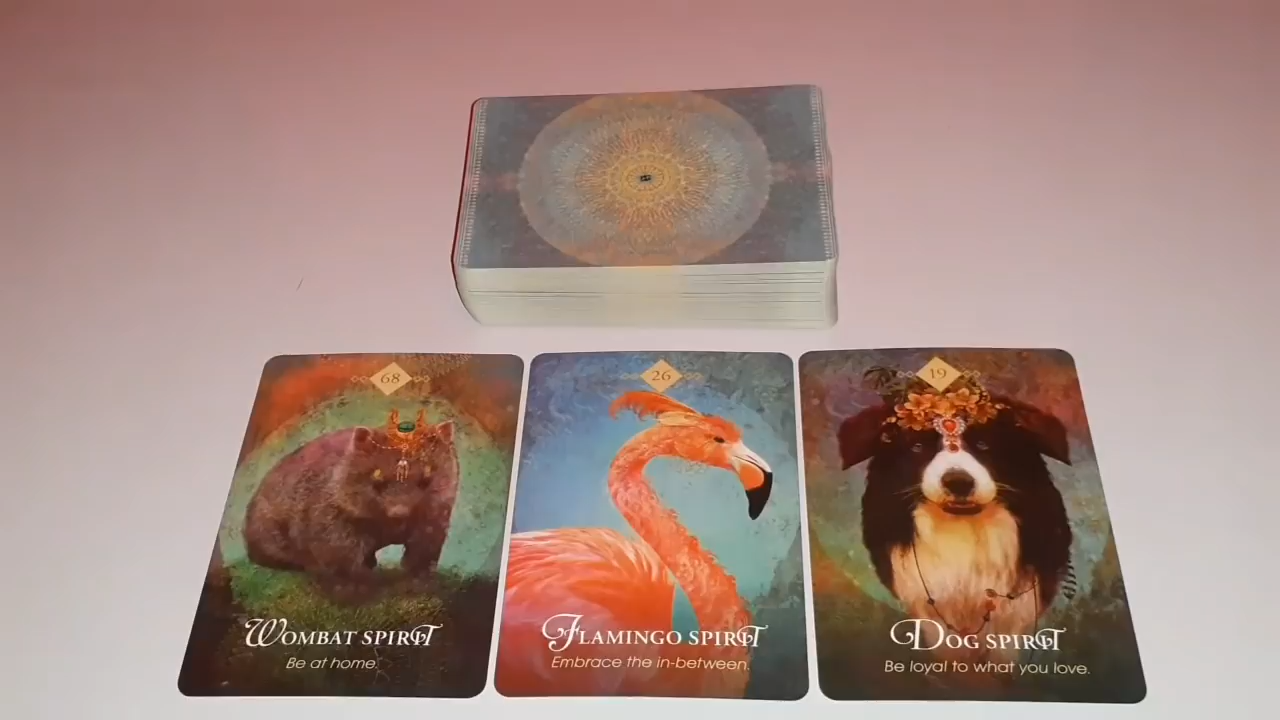 68
WOMBAT SPIRIT
Be at home.
26
FLAMINGO SPIRIT
Embrace the in-between.
19
DOG SPIRIT
Be loyal to what you love.